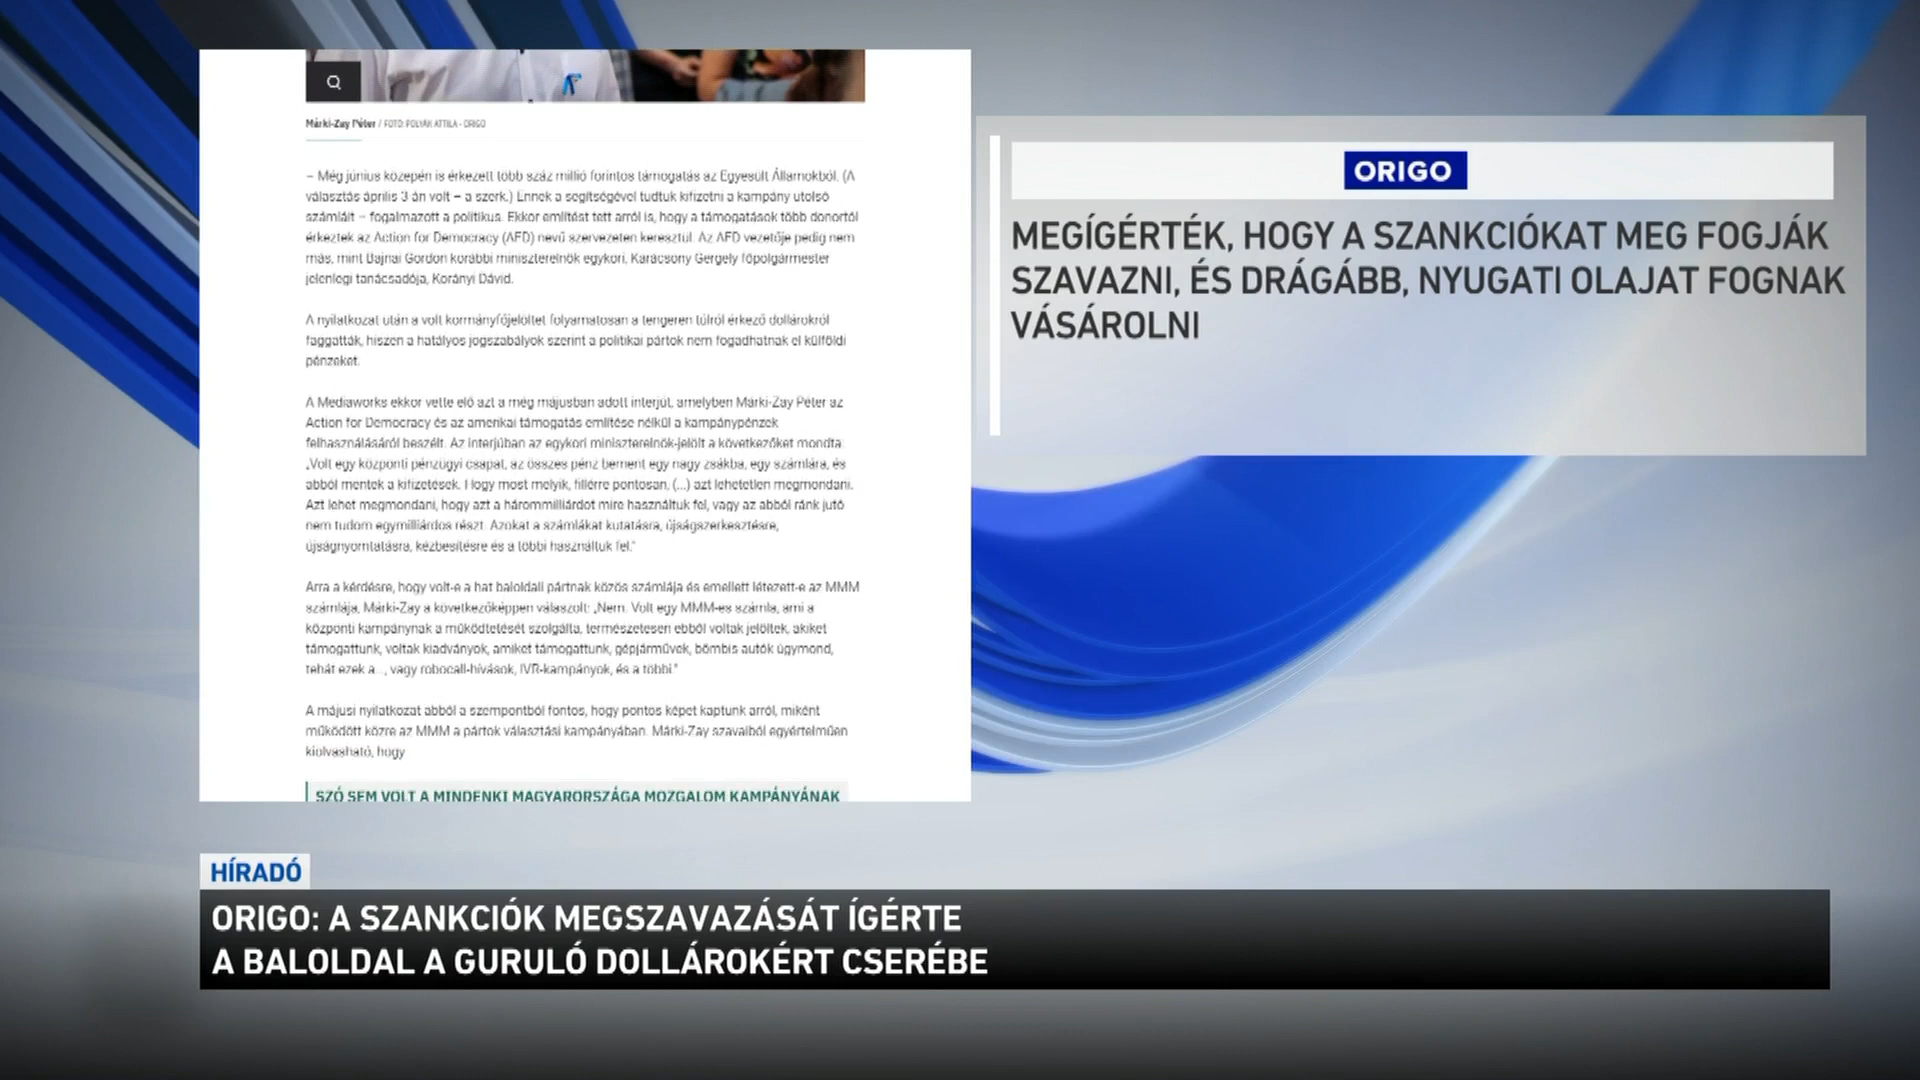 Márki-Zay Péter / FOTÓ: POLYÁK ATTILA - ORIGO
– Még június közepén is érkezett több száz millió forintos támogatás az Egyesült Államokból. (A
választás április 3-án volt – a szerk.) Ennek a segítségével tudtuk kifizetni a kampány utolsó
számláit – fogalmazott a politikus. Ekkor említést tett arról is, hogy a támogatások több donortól
érkeztek az Action for Democracy (AFD) nevű szervezeten keresztül. Az AFD vezetője pedig nem
más, mint Bajnai Gordon korábbi miniszterelnök egykori, Karácsony Gergely főpolgármester
jelenlegi tanácsadója, Korányi Dávid.
A nyilatkozat után a volt kormányfőjelöltet folyamatosan a tengeren túlról érkező dollárokról
faggatták, hiszen a hatályos jogszabályok szerint a politikai pártok nem fogadhatnak el külföldi
pénzeket.
A Mediaworks ekkor vette elő azt a még májusban adott interjút, amelyben Márki-Zay Péter az
Action for Democracy és az amerikai támogatás említése nélkül a kampánypénzek
felhasználásáról beszélt. Az interjúban az egykori miniszterelnök-jelölt a következőket mondta:
„Volt egy központi pénzügyi csapat, az összes pénz bement egy nagy zsákba, egy számlára, és
abból mentek a kifizetések. Hogy most melyik, fillérre pontosan, (...) azt lehetetlen megmondani.
Azt lehet megmondani, hogy azt a hárommilliárdot mire használtuk fel, vagy az abból ránk jutó
nem tudom egymilliárdos részt. Azokat a számlákat kutatásra, újságszerkesztésre,
újságnyomtatásra, kézbesítésre és a többi használtuk fel."
Arra a kérdésre, hogy volt-e a hat baloldali pártnak közös számlája és emellett létezett-e az MMM
számlája, Márki-Zay a következőképpen válaszolt: „Nem. Volt egy MMM-es számla, ami a
központi kampánynak a működtetését szolgálta, természetesen ebből voltak jelöltek, akiket
támogattunk, voltak kiadványok, amiket támogattunk, gépjárművek, bömbis autók úgymond,
tehát ezek a..., vagy robocall-hívások, IVR-kampányok, és a többi."
A májusi nyilatkozat abból a szempontból fontos, hogy pontos képet kaptunk arról, miként
működött közre az MMM a pártok választási kampányában. Márki-Zay szavaiból egyértelműen
kiolvasható, hogy
SZÓ SEM VOLT A MINDENKI MAGYARORSZÁGA MOZGALOM KAMPÁNYÁNAK
ORIGO
MEGÍGÉRTÉK, HOGY A SZANKCIÓKAT MEG FOGJÁK
SZAVAZNI, ÉS DRÁGÁBB, NYUGATI OLAJAT FOGNAK
VÁSÁROLNI
HÍRADÓ
ORIGO: A SZANKCIÓK MEGSZAVAZÁSÁT ÍGÉRTE
A BALOLDAL A GURULÓ DOLLÁROKÉRT CSERÉBE